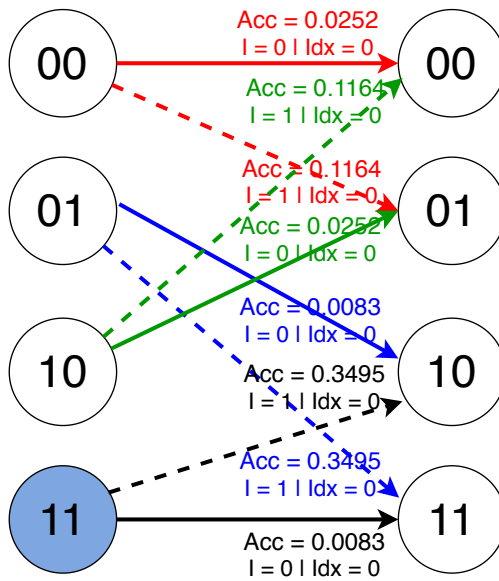 Acc = 0.0252
I = 0 | Idx = 0
00
00
Acc = 0.1164
I = 1 | Idx = 0
Acc = 0.1164
I = 1 | Idx = 0
01
01
Acc = 0.0252
I = 0 | Idx = 0
Acc = 0.0083
I = 0 | Idx = 0
10
10
Acc = 0.3495
I = 1 | Idx = 0
Acc = 0.3495
I = 1 | Idx = 0
11
11
Acc = 0.0083
I = 0 | Idx = 0